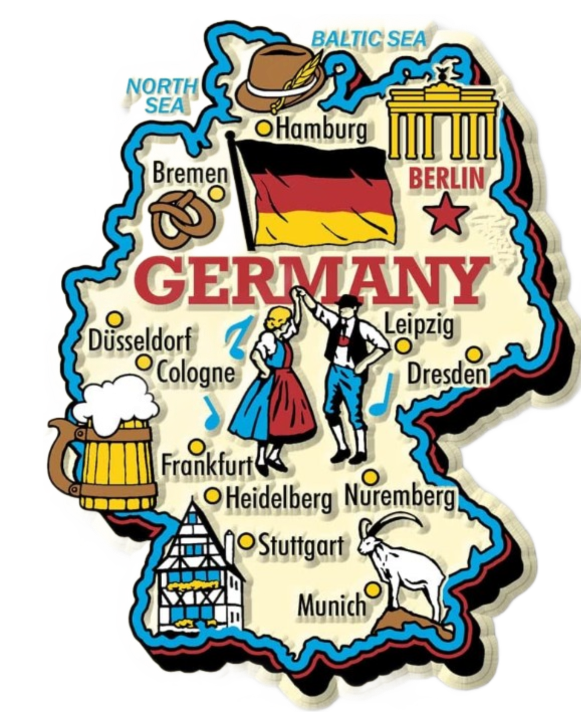 BALTIC SEA
NORTH
SEA
Hamburg
Bremen
BERLIN
GERMANY
Düsseldorf
Leipzig
Cologne
Dresden
Frankfurt
Heidelberg
Nuremberg
Stuttgart
Munich